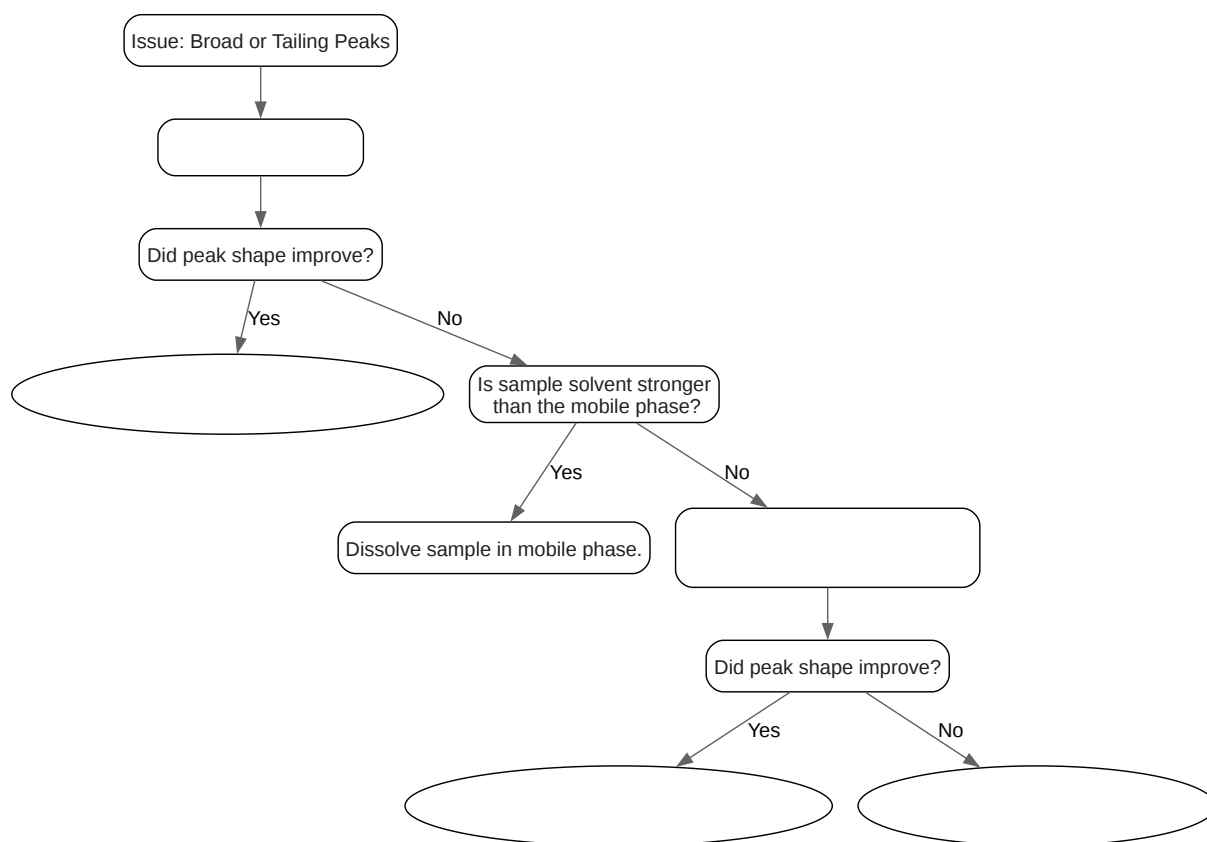 Issue: Broad or Tailing Peaks
Did peak shape improve?
Yes
No
Is sample solvent stronger
than the mobile phase?
Yes
No
Dissolve sample in mobile phase.
Did peak shape improve?
Yes
No